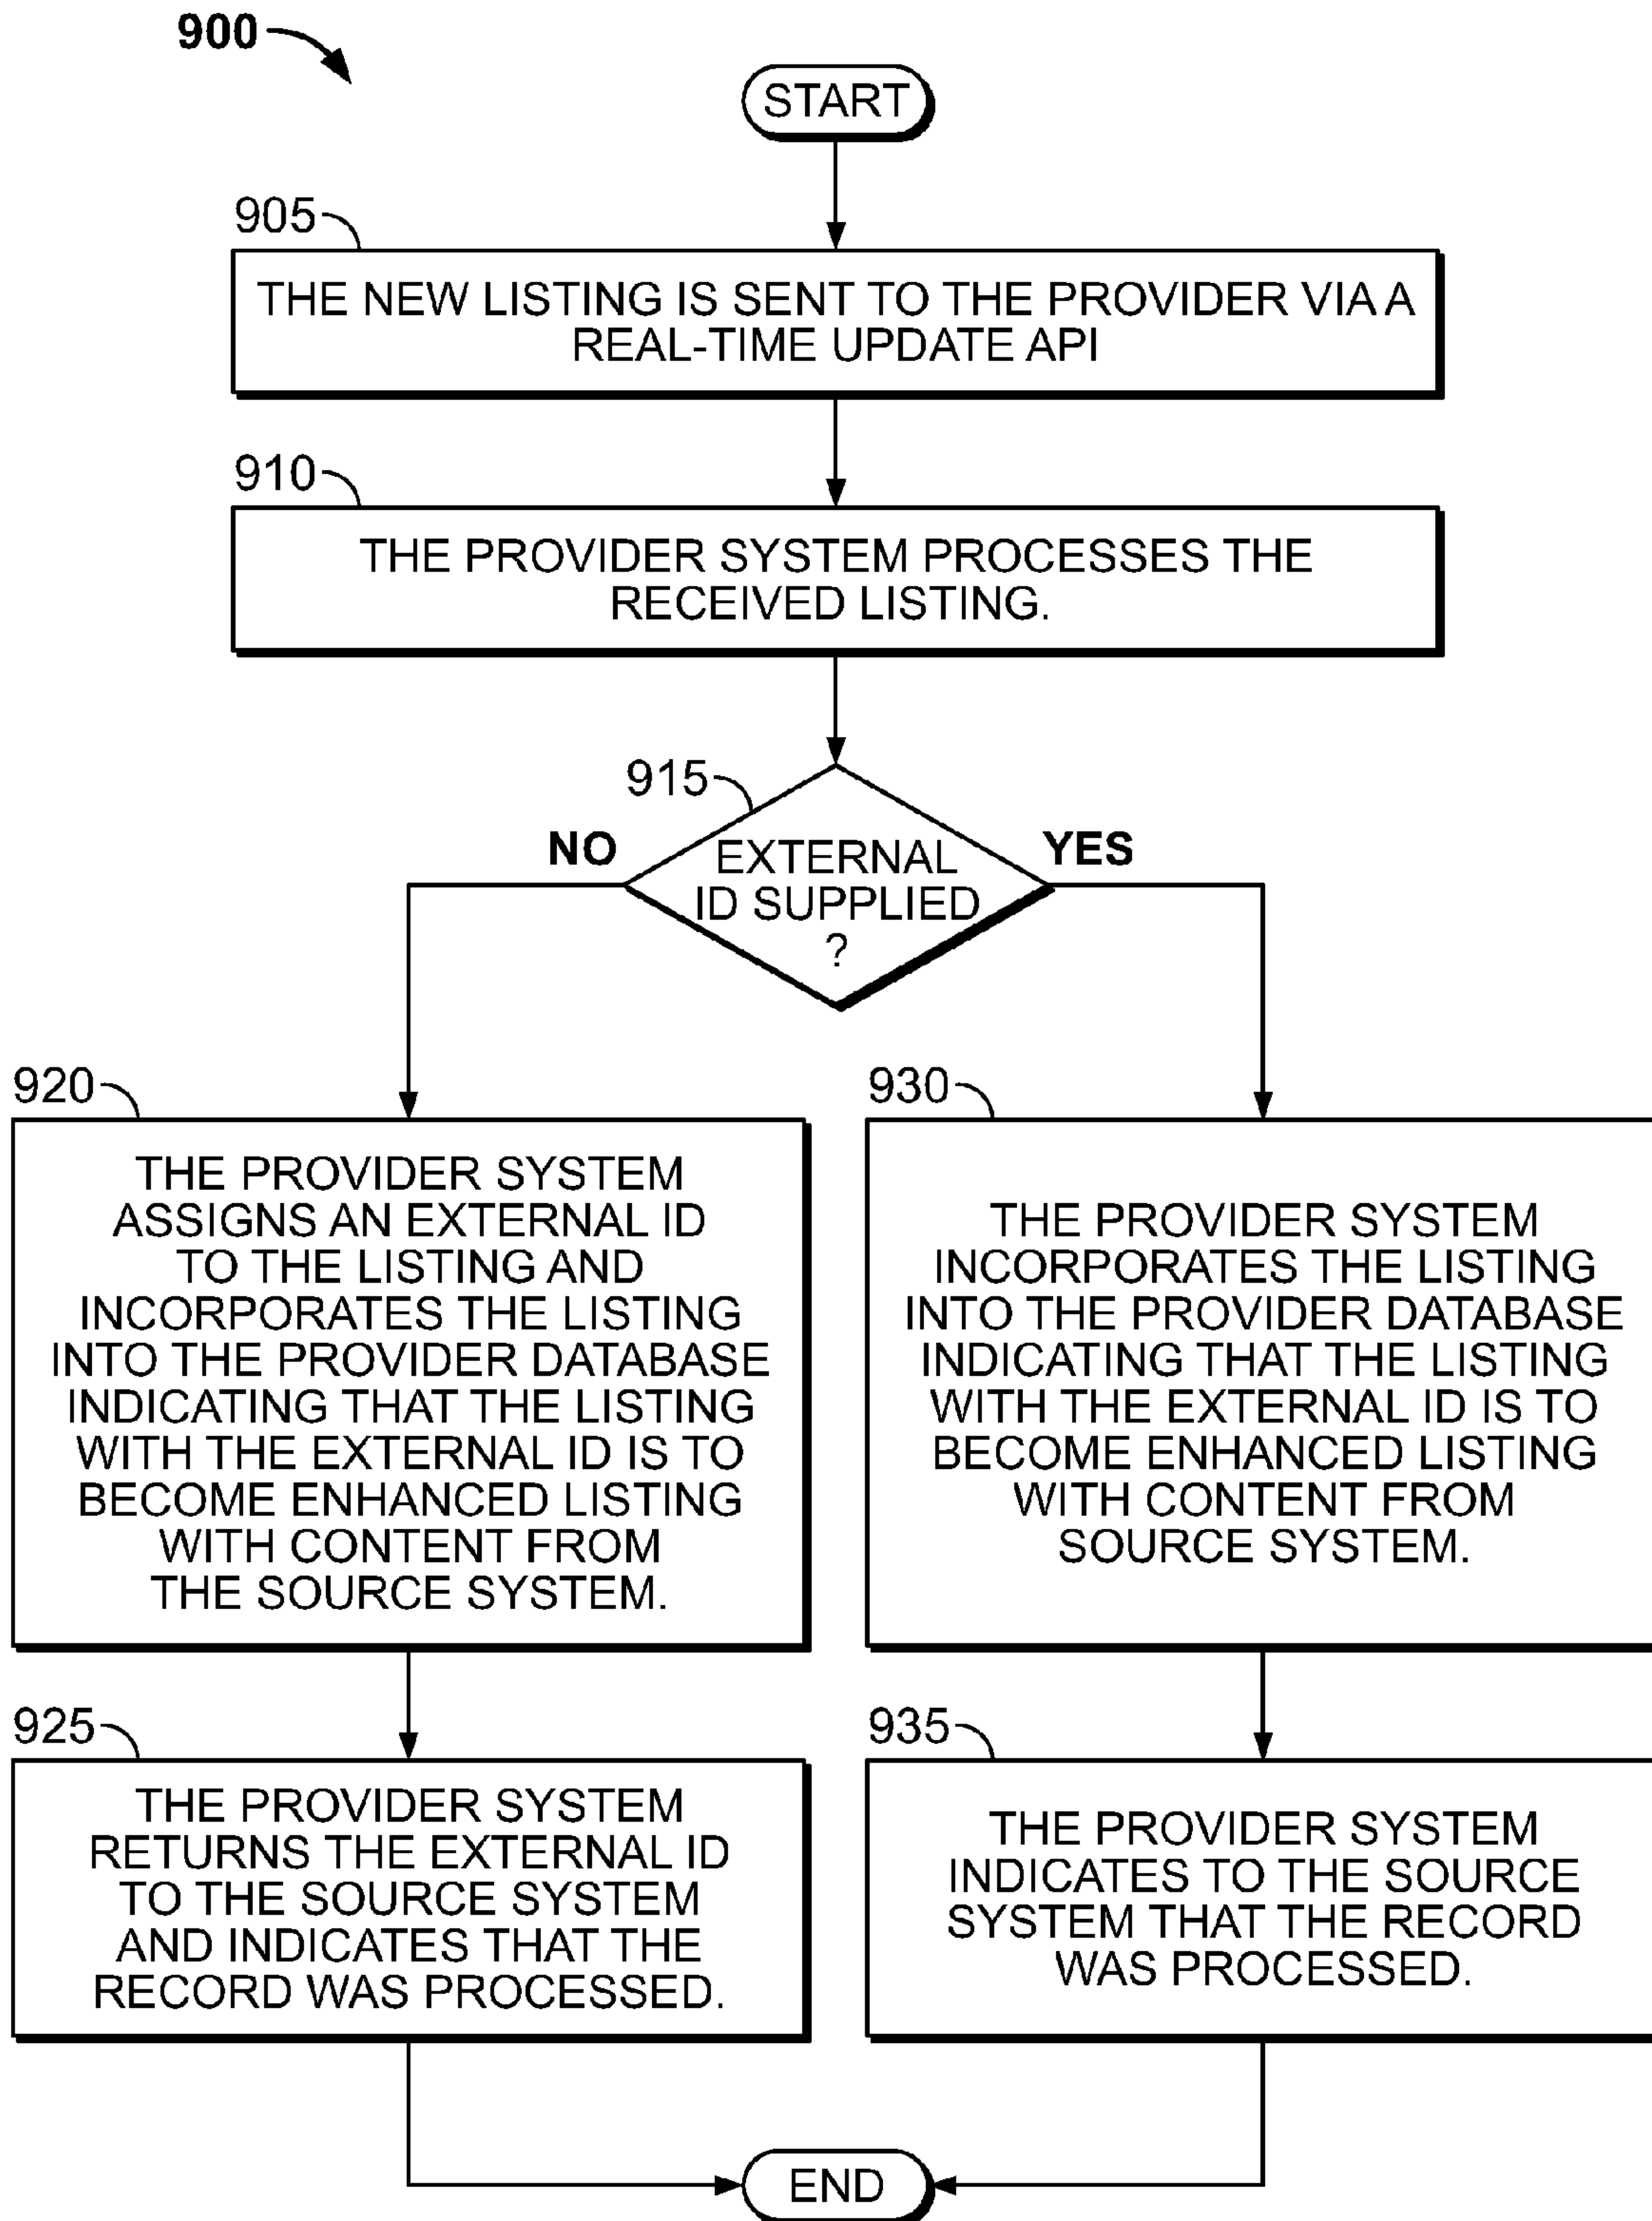 900
START
905
THE NEW LISTING IS SENT TO THE PROVIDER VIA A
REAL-TIME UPDATE API
910
THE PROVIDER SYSTEM PROCESSES THE
RECEIVED LISTING.
915
NO
EXTERNAL
ID SUPPLIED
?
YES
920
THE PROVIDER SYSTEM
ASSIGNS AN EXTERNAL ID
TO THE LISTING AND
INCORPORATES THE LISTING
INTO THE PROVIDER DATABASE
INDICATING THAT THE LISTING
WITH THE EXTERNAL ID IS TO
BECOME ENHANCED LISTING
WITH CONTENT FROM
THE SOURCE SYSTEM.
930
THE PROVIDER SYSTEM
INCORPORATES THE LISTING
INTO THE PROVIDER DATABASE
INDICATING THAT THE LISTING
WITH THE EXTERNAL ID IS TO
BECOME ENHANCED LISTING
WITH CONTENT FROM
SOURCE SYSTEM.
925
THE PROVIDER SYSTEM
RETURNS THE EXTERNAL ID
TO THE SOURCE SYSTEM
AND INDICATES THAT THE
RECORD WAS PROCESSED.
935
THE PROVIDER SYSTEM
INDICATES TO THE SOURCE
SYSTEM THAT THE RECORD
WAS PROCESSED.
END